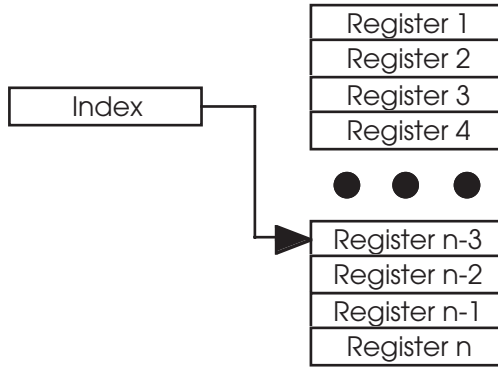 Register 1
Register 2
Register 3
Index
Register 4
Register n-3
Register n-2
Register n-1
Register n